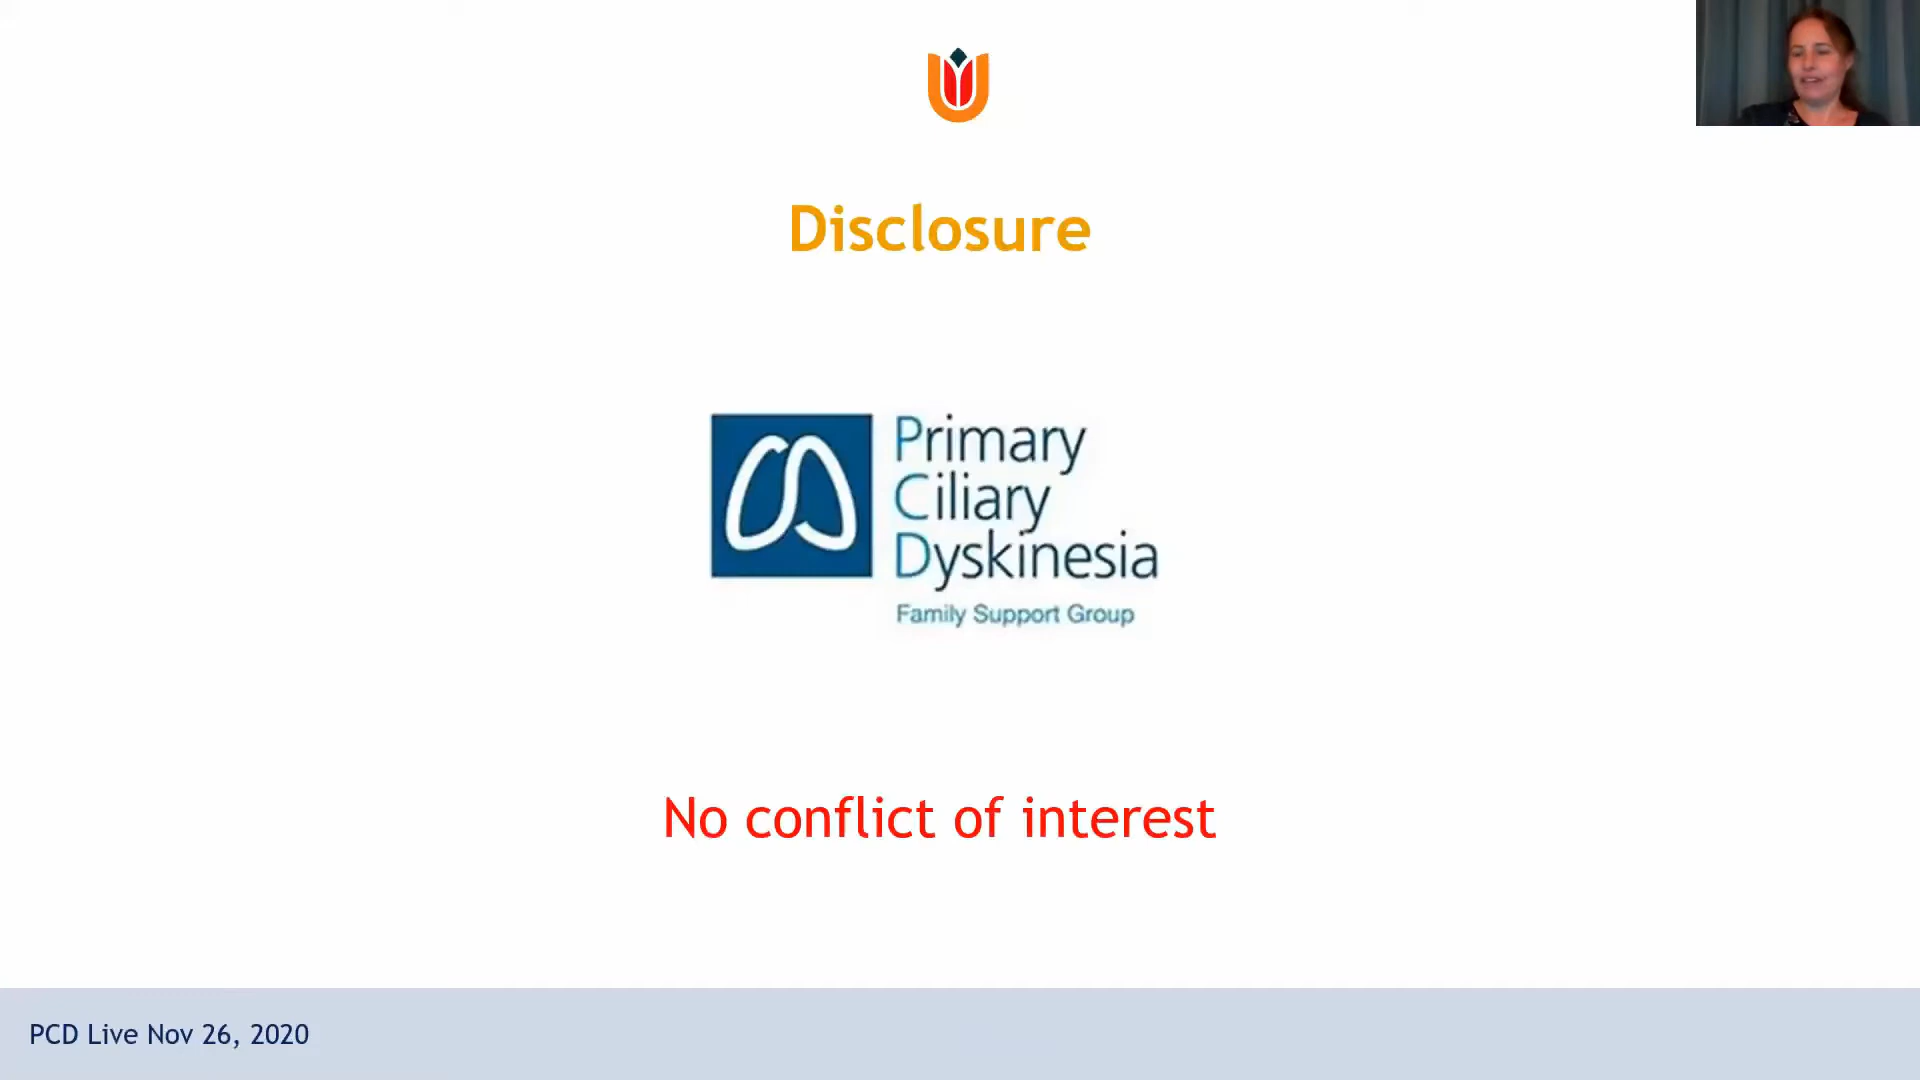 Disclosure
Primary
Ciliary
Dyskinesia
Family Support Group
No conflict of interest
PCD Live Nov 26, 2020